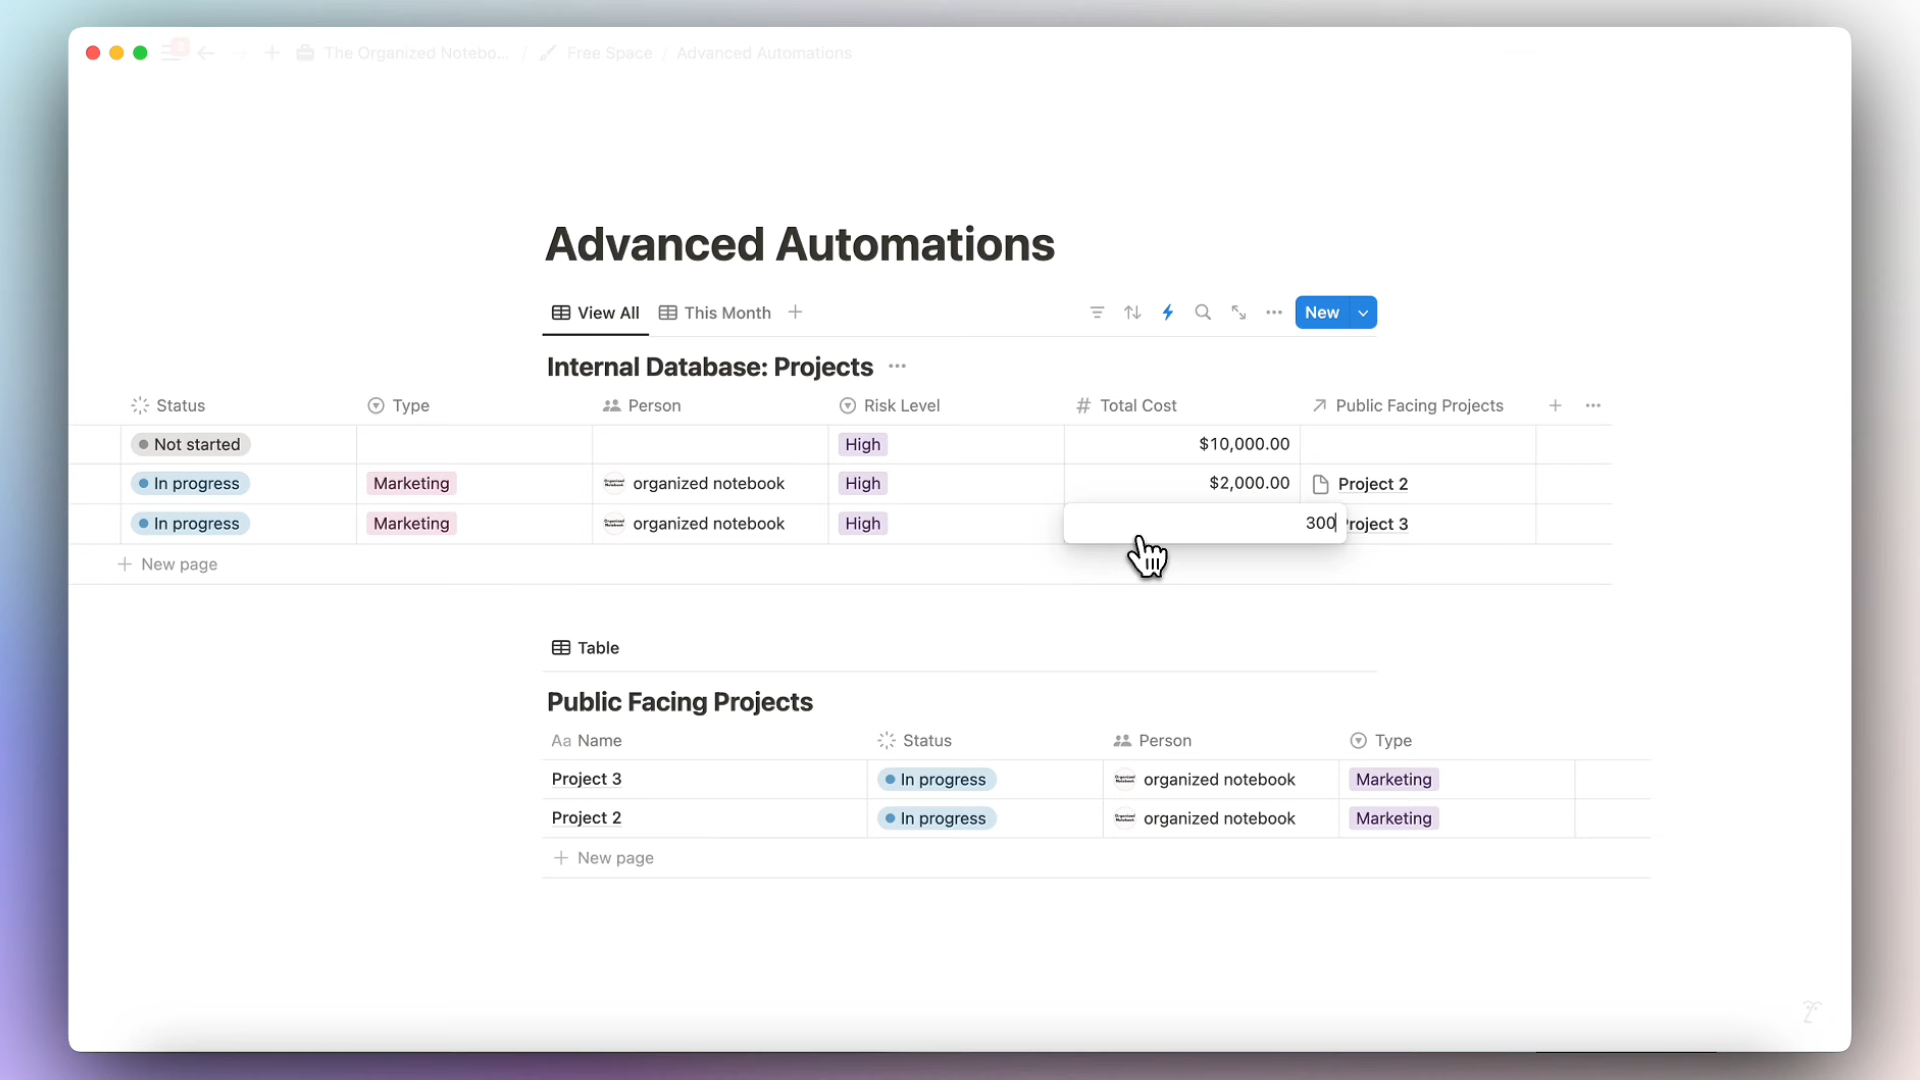 The Organized Notebo... / Free Space / Advanced Automations
Advanced Automations
View All This Month
New
Internal Database: Projects
Status Type Person Risk Level Total Cost Public Facing Projects
Not started High $10,000.00
In progress Marketing organized notebook High $2,000.00 Project 2
In progress Marketing organized notebook High 300 roject 3
New page
Table
Public Facing Projects
Aa Name Status Person Type
Project 3 In progress organized notebook Marketing
Project 2 In progress organized notebook Marketing
New page